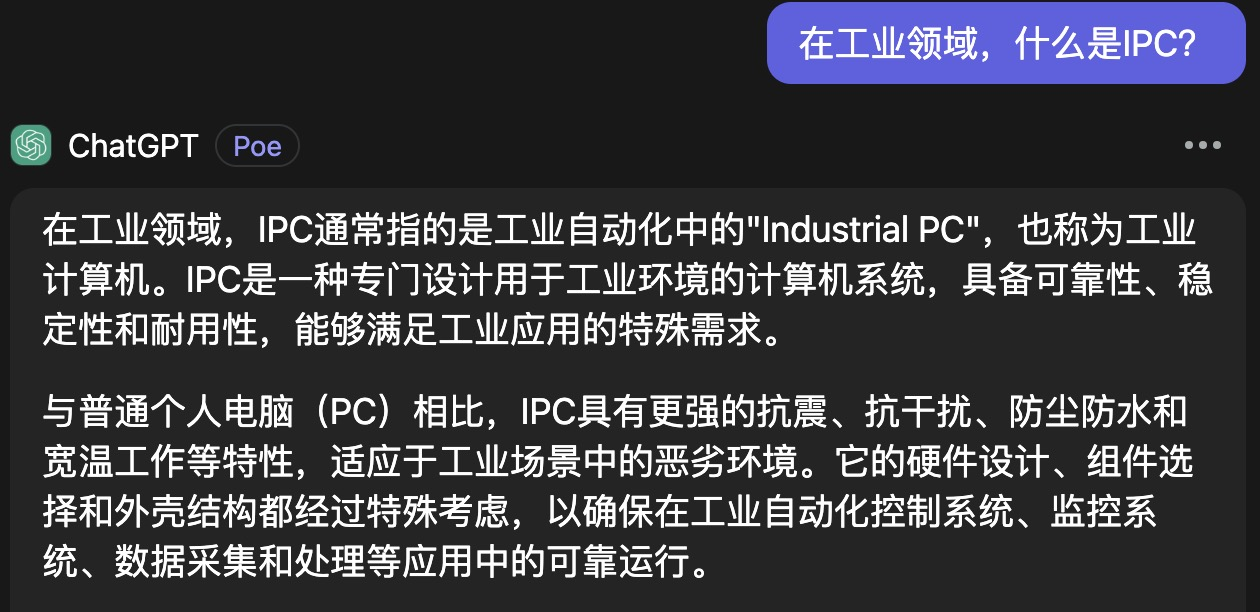 在工业领域，什么是IPC?
ChatGPT Poe
在工业领域，IPC通常指的是工业自动化中的"Industrial PC"，也称为工业
计算机。IPC是一种专门设计用于工业环境的计算机系统，具备可靠性、稳
定性和耐用性，能够满足工业应用的特殊需求。
与普通个人电脑（PC）相比，IPC具有更强的抗震、抗干扰、防尘防水和
宽温工作等特性，适应于工业场景中的恶劣环境。它的硬件设计、组件选
择和外壳结构都经过特殊考虑，以确保在工业自动化控制系统、监控系
统、数据采集和处理等应用中的可靠运行。